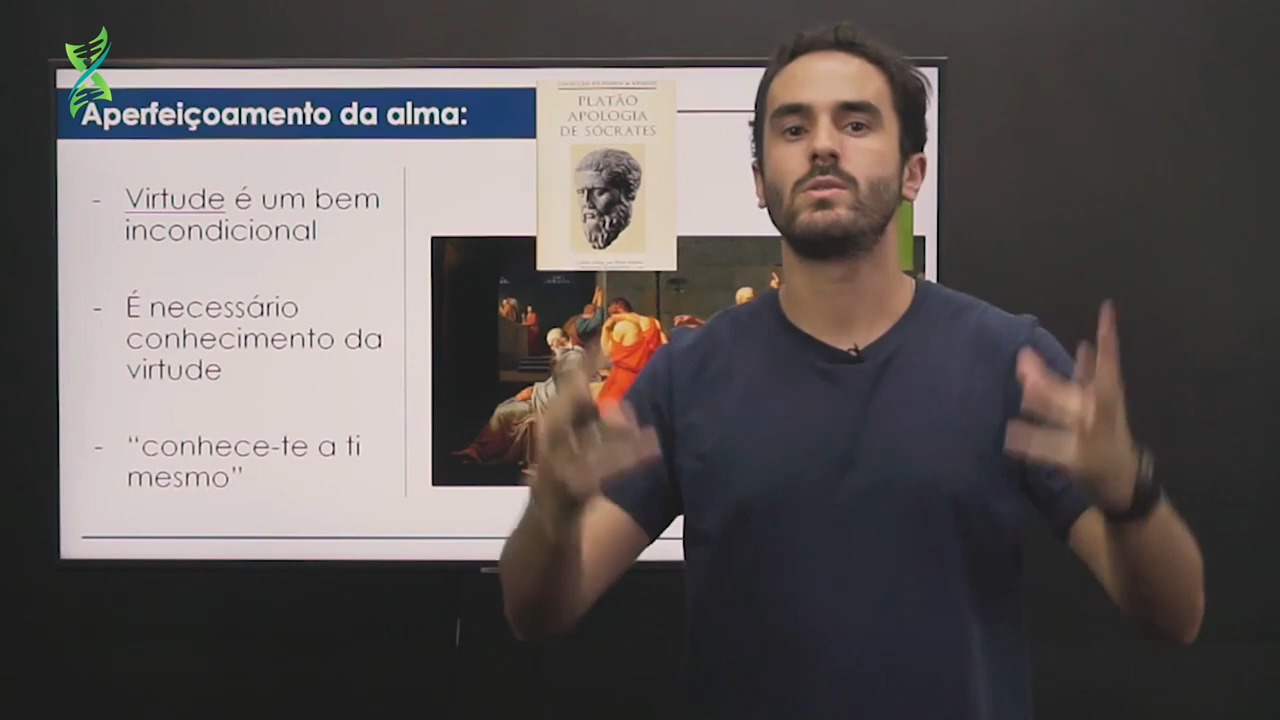 Aperfeiçoamento da alma:
- Virtude é um bem
incondicional
- É necessário
conhecimento da
virtude
- “conhece-te a ti
mesmo”
PLATÃO
APOLOGIA
DE SÓCRATES